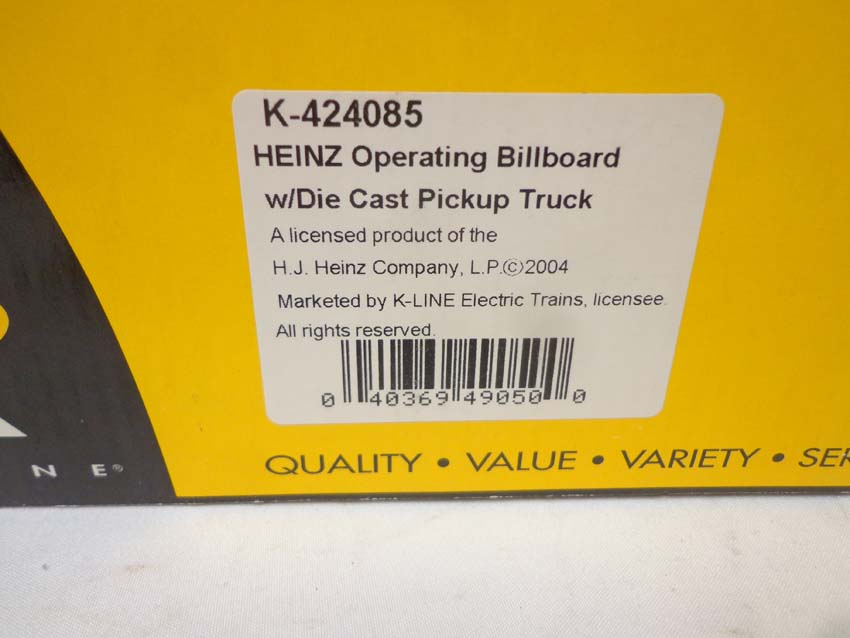 K-424085
HEINZ Operating Billboard
w/Die Cast Pickup Truck
A licensed product of the
H.J. Heinz Company, L.P.©2004
Marketed by K-LINE Electric Trains, licensee.
All rights reserved.
0 40369 49050 0
QUALITY • VALUE • VARIETY • SER
N E®